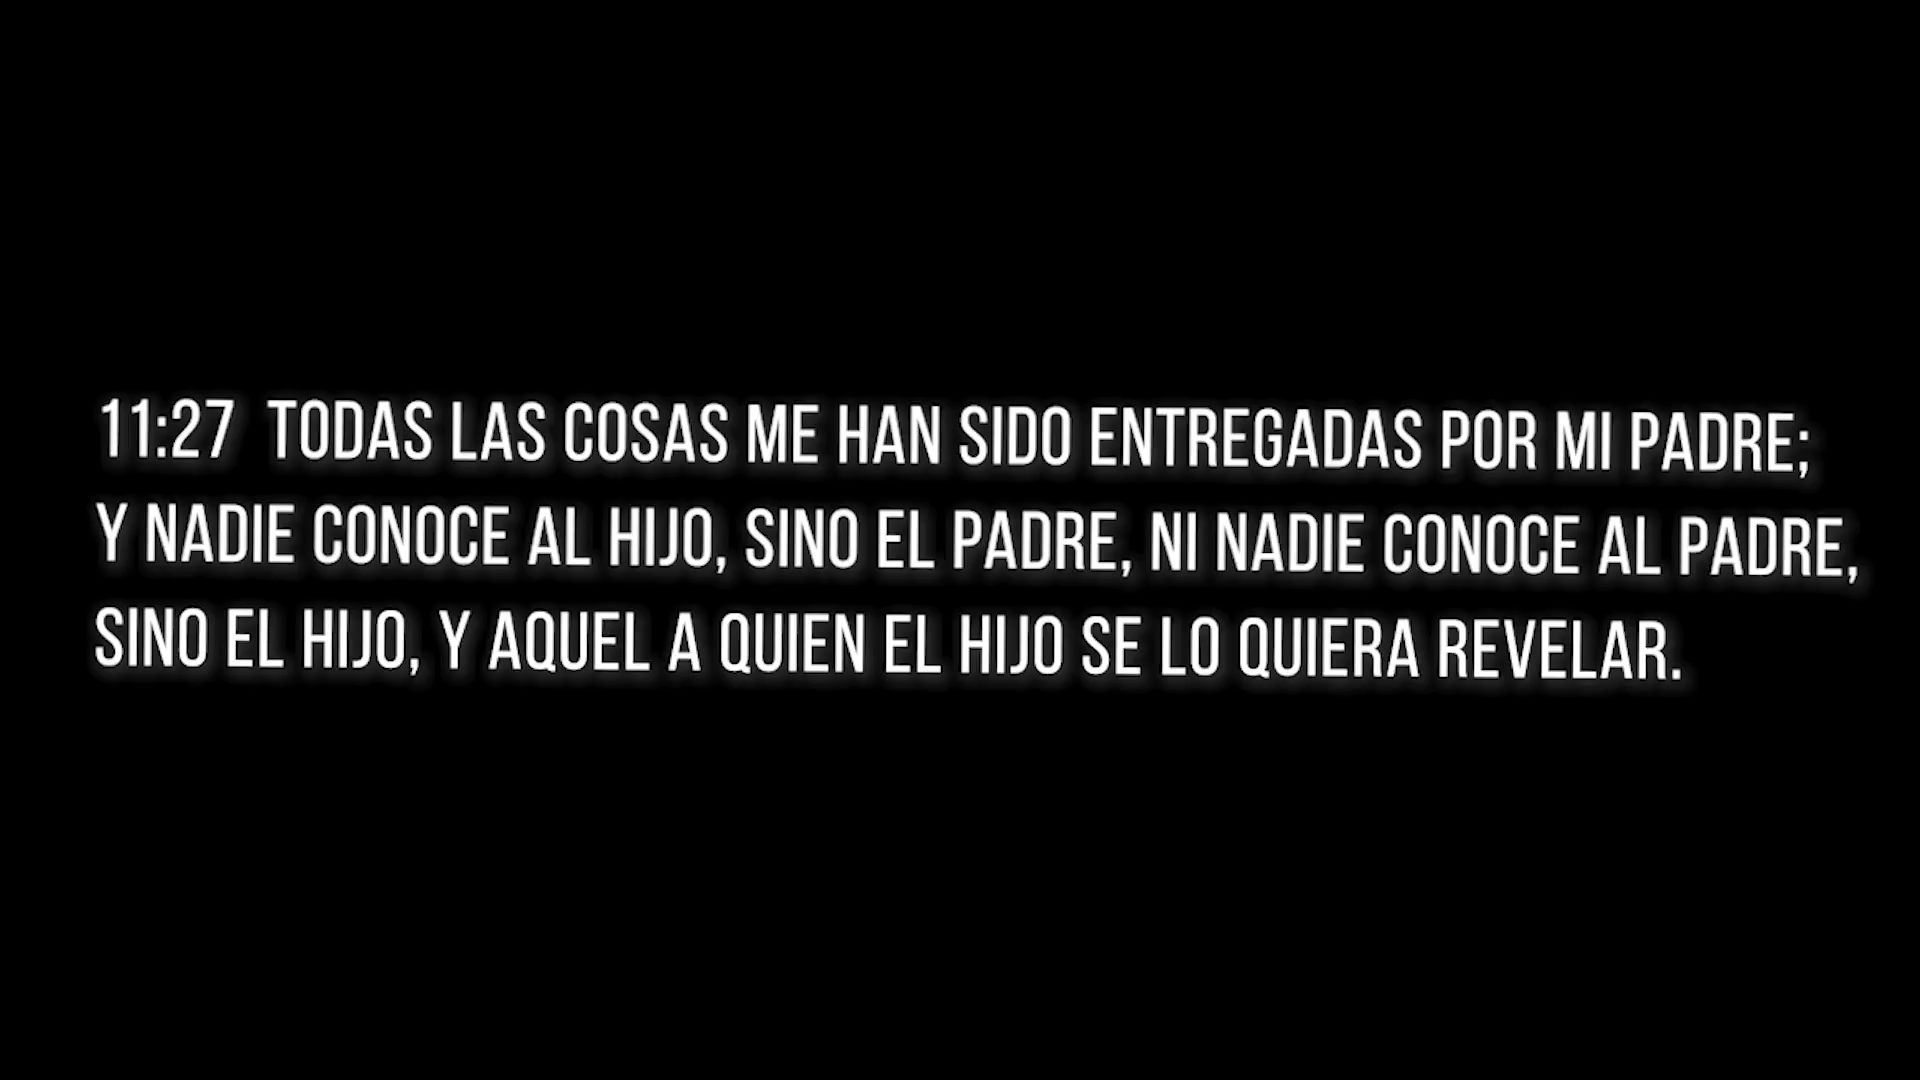 11:27 TODAS LAS COSAS ME HAN SIDO ENTREGADAS POR MI PADRE;
Y NADIE CONOCE AL HIJO, SINO EL PADRE, NI NADIE CONOCE AL PADRE,
SINO EL HIJO, Y AQUEL A QUIEN EL HIJO SE LO QUIERA REVELAR.